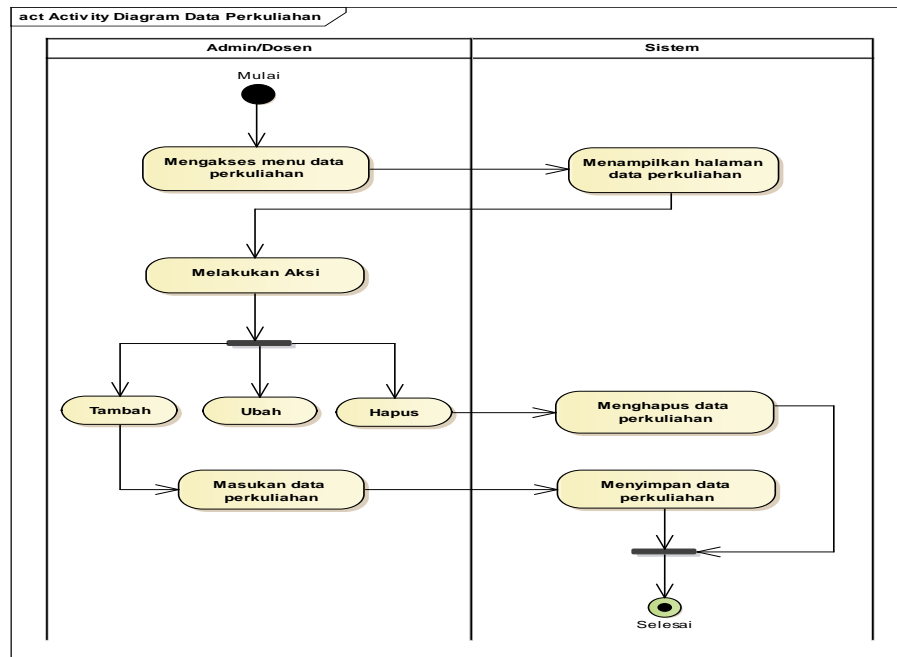 act Activity Diagram Data Perkuliahan
Admin/Dosen
Sistem
Mulai
Mengakses menu data
perkuliahan
Menampilkan halaman
data perkuliahan
Melakukan Aksi
Tambah
Ubah
Hapus
Menghapus data
perkuliahan
Masukan data
perkuliahan
Menyimpan data
perkuliahan
Selesai